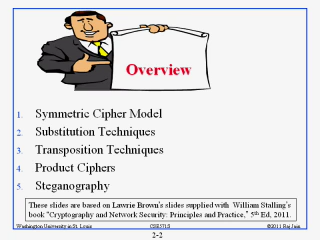 Overview
1. Symmetric Cipher Model
2. Substitution Techniques
3. Transposition Techniques
4. Product Ciphers
5. Steganography
These slides are based on Lawrie Brown's slides supplied with William Stalling's
book "Cryptography and Network Security: Principles and Practice," 5th Ed, 2011.
Washington University in St. Louis CSE571S ©2011 Raj Jain
2-2